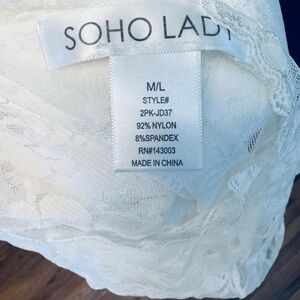 SOHO LADY
M/L
STYLE#
2PK-JD37
92% NYLON
8%SPANDEX
RN#143003
MADE IN CHINA